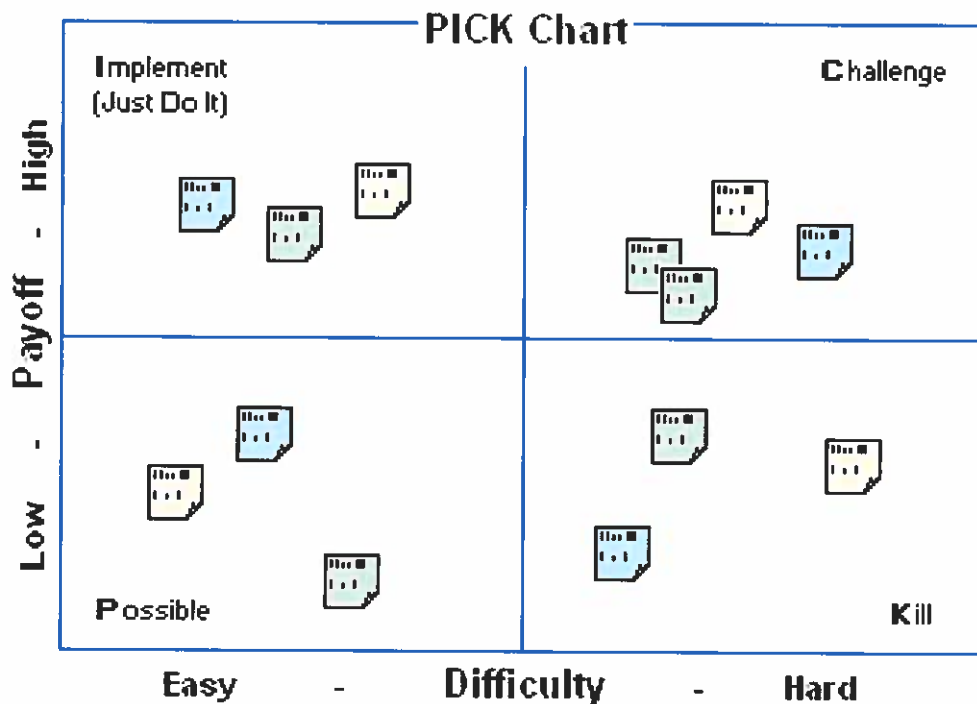 PICK Chart
Implement
(Just Do It)
Challenge
Low - Payoff - High
Possible
Kill
Easy - Difficulty - Hard